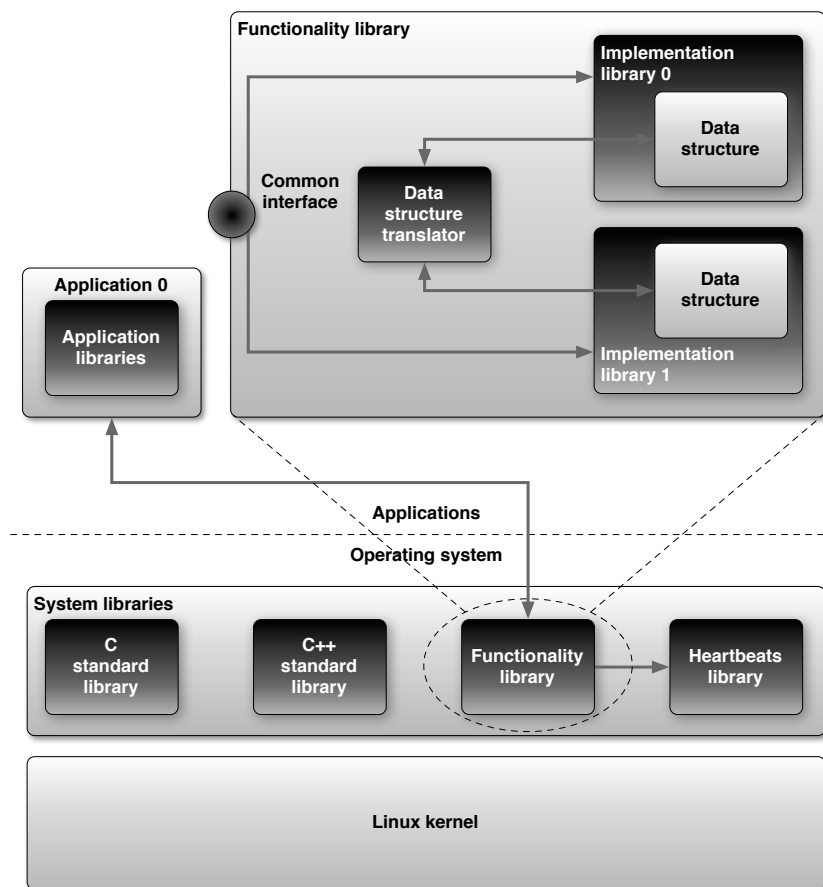 Functionality library
Implementation
library 0
Data
structure
Common
interface
Data
structure
translator
Data
structure
Implementation
library 1
Application 0
Application
libraries
Applications
Operating system
System libraries
C
standard
library
C++
standard
library
Functionality
library
Heartbeats
library
Linux kernel